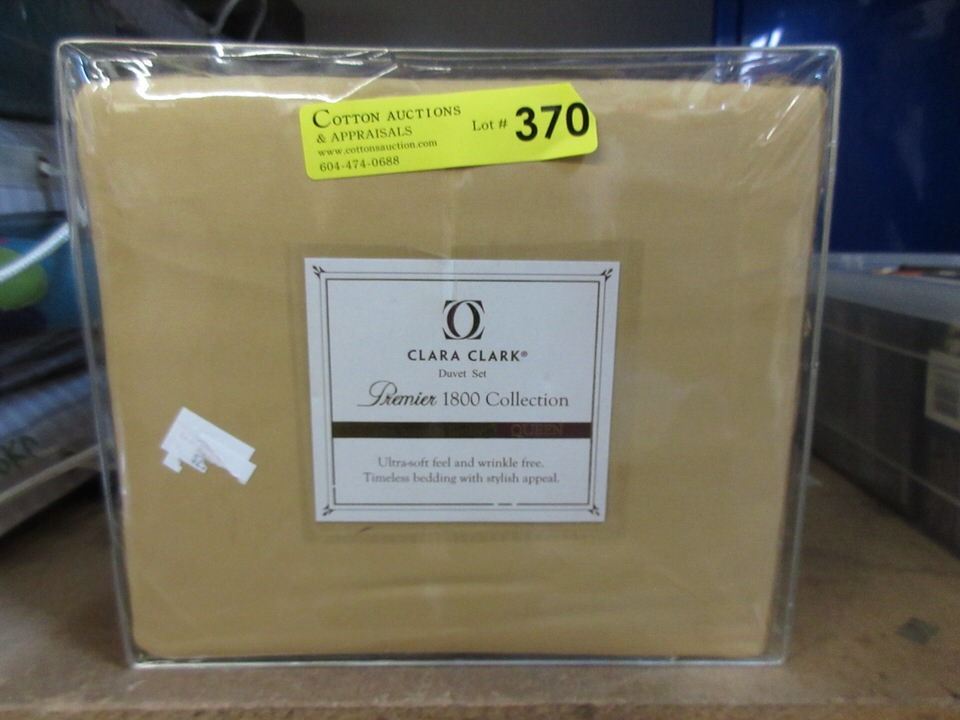 COTTON AUCTIONS
& APPRAISALS
www.cottonsauction.com
604-474-0688
Lot # 370
CLARA CLARK®
Duvet Set
Premier 1800 Collection
QUEEN
Ultra-soft feel and wrinkle free.
Timeless bedding with stylish appeal.